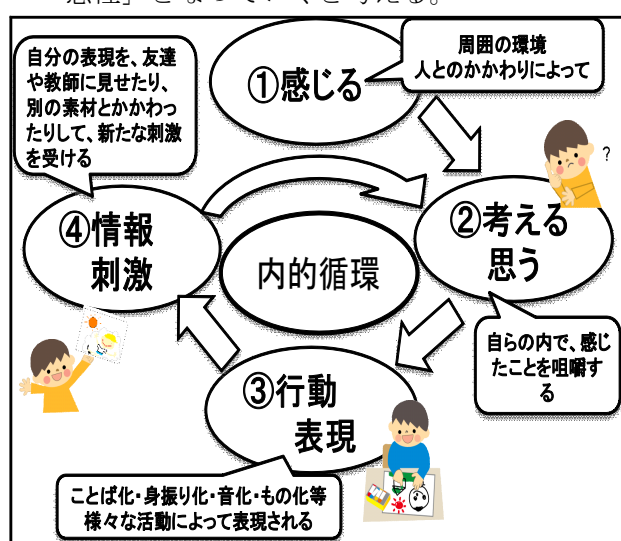 感性」となっていくと考える。
自分の表現を、友達
や教師に見せたり、
別の素材とかかわっ
たりして、新たな刺激
を受ける
①感じる
周囲の環境
人とのかかわりによって
?
②考える
思う
自らの内で、感じ
たことを咀嚼す
る
内的循環
④情報
刺激
③行動
表現
ことば化・身振り化・音化・もの化等
様々な活動によって表現される